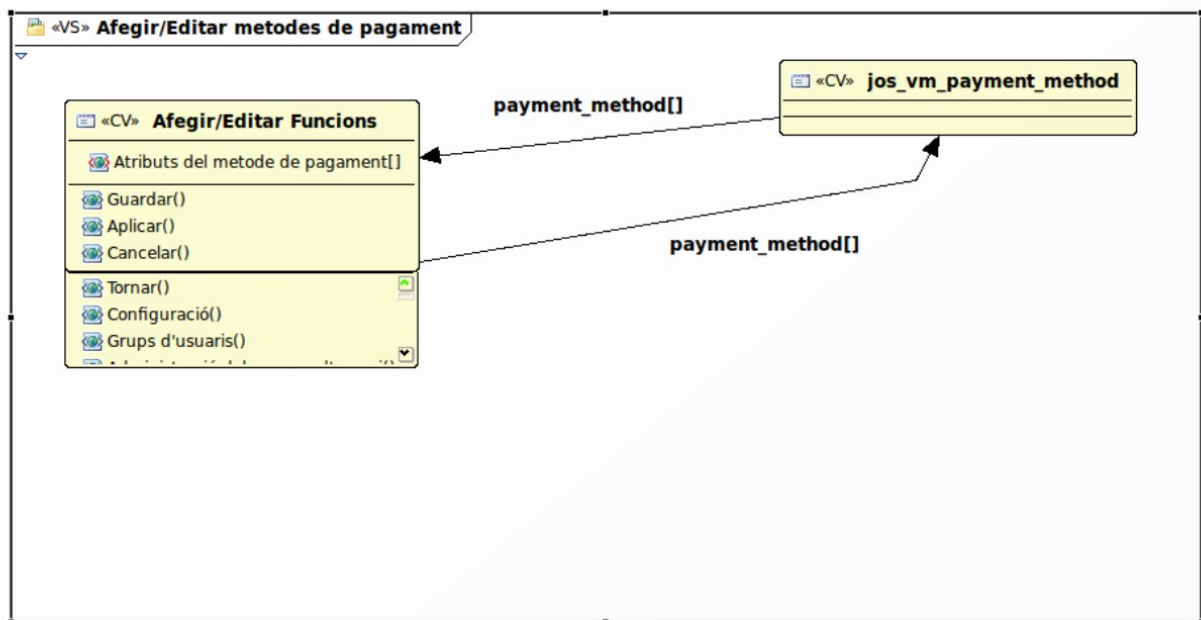 «VS» Afegir/Editar metodes de pagament
«CV» jos_vm_payment_method
payment_method[]
«CV» Afegir/Editar Funcions
Atributs del metode de pagament[]
Guardar()
Aplicar()
Cancelar()
payment_method[]
Tornar()
Configuració()
Grups d'usuaris()